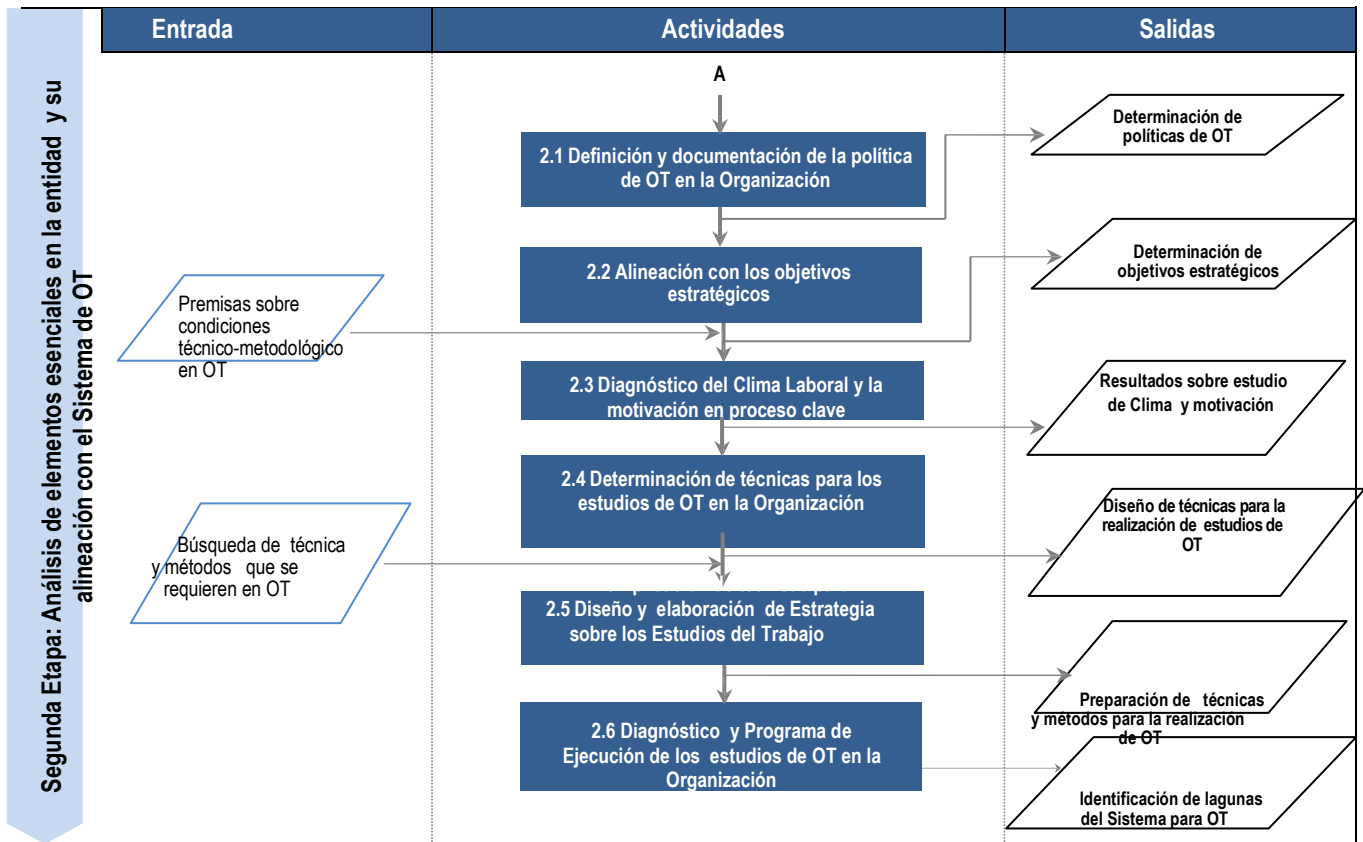 Segunda Etapa: Análisis de elementos esenciales en la entidad y su
alineación con el Sistema de OT
Entrada
Actividades
Salidas
A
2.1 Definición y documentación de la política
de OT en la Organización
Determinación de
políticas de OT
2.2 Alineación con los objetivos
estratégicos
Determinación de
objetivos estratégicos
Premisas sobre
condiciones
técnico-metodológico
en OT
2.3 Diagnóstico del Clima Laboral y la
motivación en proceso clave
Resultados sobre estudio
de Clima y motivación
2.4 Determinación de técnicas para los
estudios de OT en la Organización
Diseño de técnicas para la
realización de estudios de
OT
Búsqueda de técnica
y métodos que se
requieren en OT
2.5 Diseño y elaboración de Estrategia
sobre los Estudios del Trabajo
Preparación de técnicas
y métodos para la realización
de OT
2.6 Diagnóstico y Programa de
Ejecución de los estudios de OT en la
Organización
Identificación de lagunas
del Sistema para OT